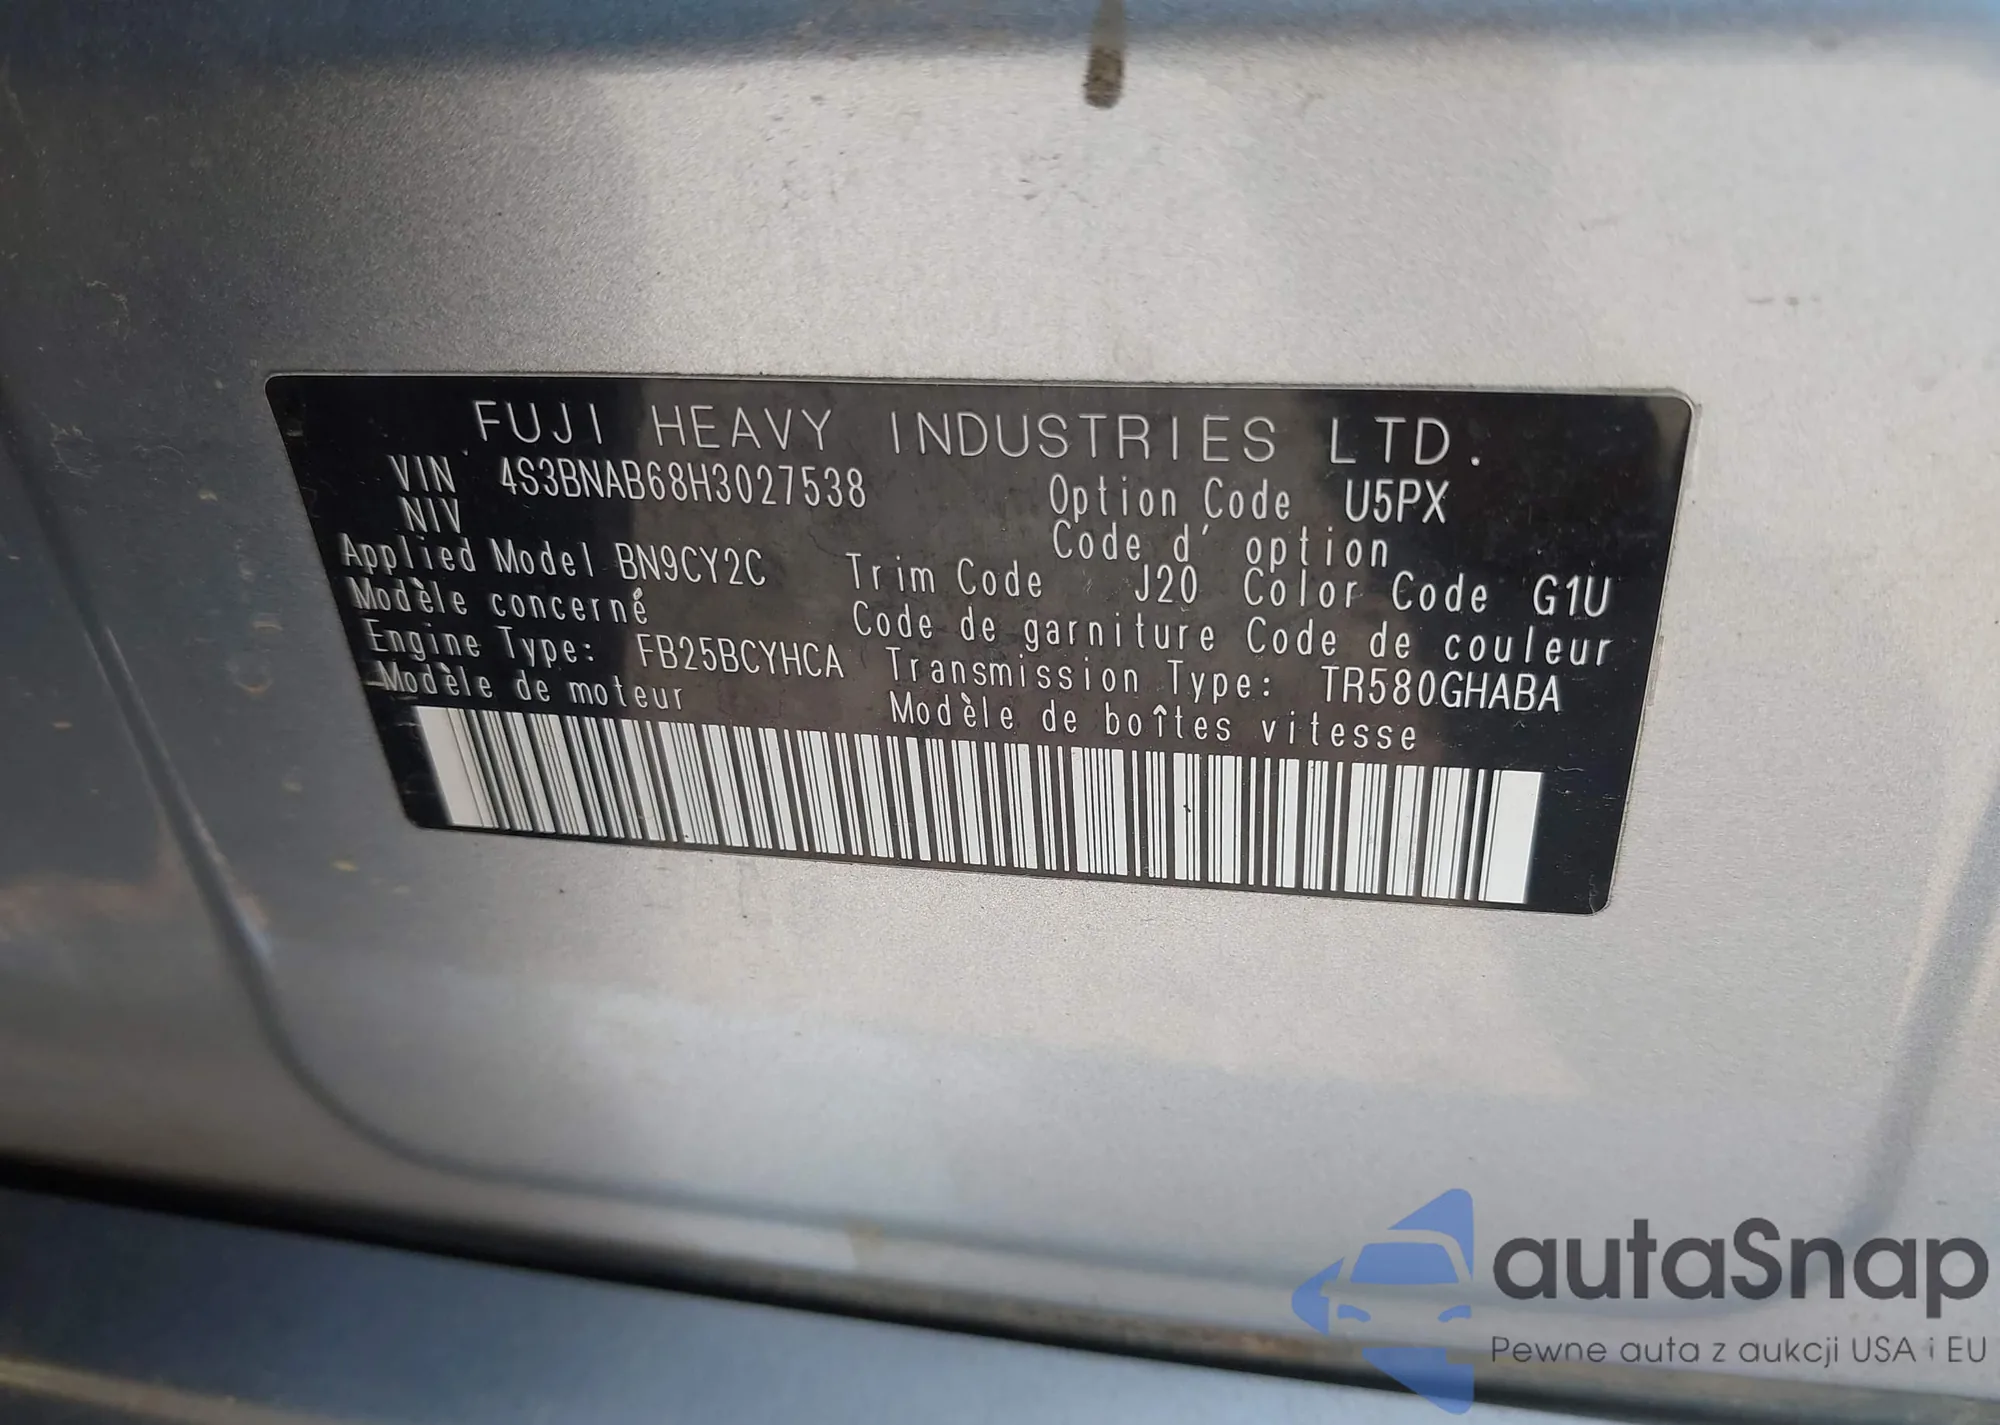 FUJI HEAVY INDUSTRIES LTD.
VIN 4S3BNAB68H3027538 Option Code U5PX
NIV Code d' option
Applied Model BN9CY2C Trim Code J20 Color Code G1U
Modèle concerné Code de garniture Code de couleur
Engine Type: FB25BCYHCA Transmission Type: TR580GHABA
Modèle de moteur Modèle de boîtes vitesse
autaSnap
Pewne auta z aukcji USA i EU